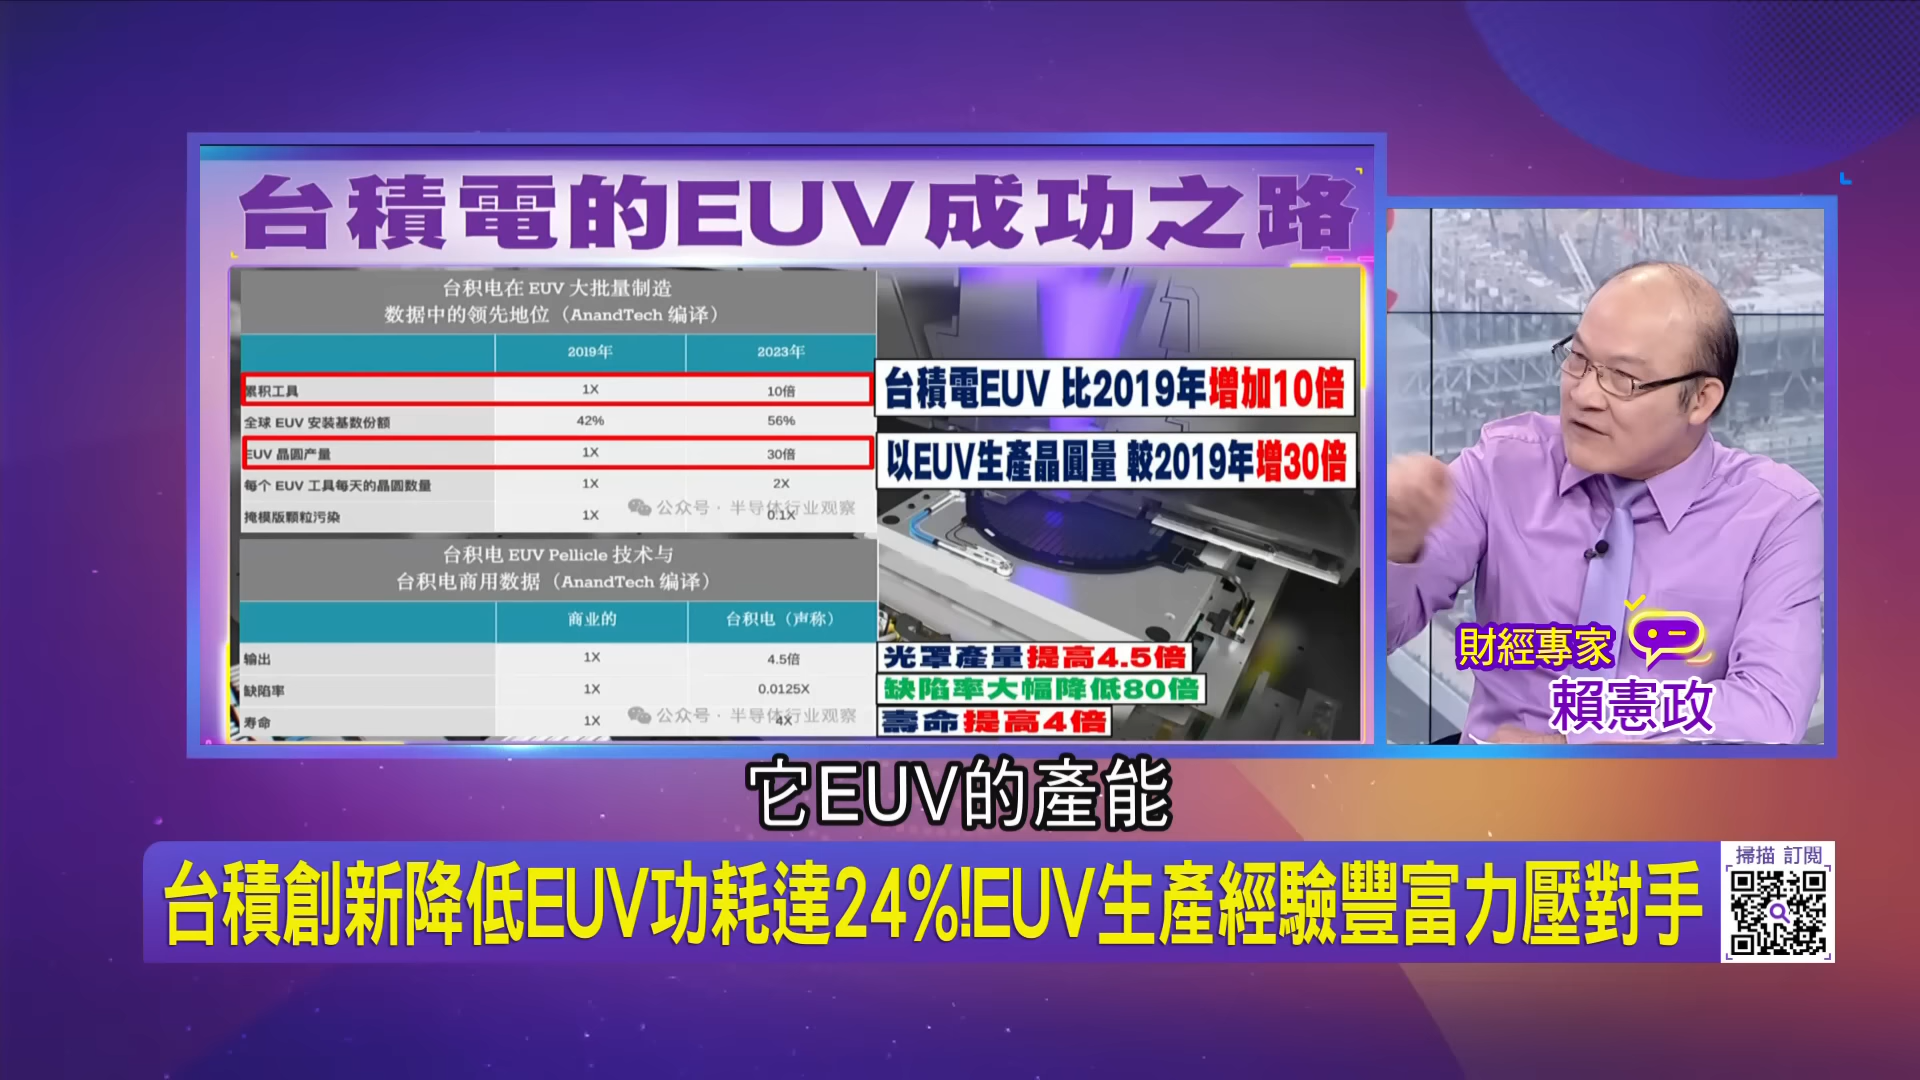 台積電的EUV成功之路
台积电在 EUV 大批量制造
数据中的领先地位（AnandTech 编译）
2019年 2023年
累积工具 1X 10倍
全球 EUV 安装基数份额 42% 56%
EUV 晶圆产量 1X 30倍
每个 EUV 工具每天的晶圆数量 1X 2X
掩模版颗粒污染 1X 0.1X
公众号 · 半导体行业观察
台积电 EUV Pellicle 技术与
台积电商用数据（AnandTech 编译）
商业的 台积电（声称）
输出 1X 4.5倍
缺陷率 1X 0.0125X
寿命 1X 4X
公众号 · 半导体行业观察
台積電EUV 比2019年增加10倍
以EUV生產晶圓量 較2019年增30倍
光罩產量提高4.5倍
缺陷率大幅降低80倍
壽命提高4倍
財經專家
賴憲政
它EUV的產能
台積創新降低EUV功耗達24%!EUV生產經驗豐富力壓對手
掃描 訂閱